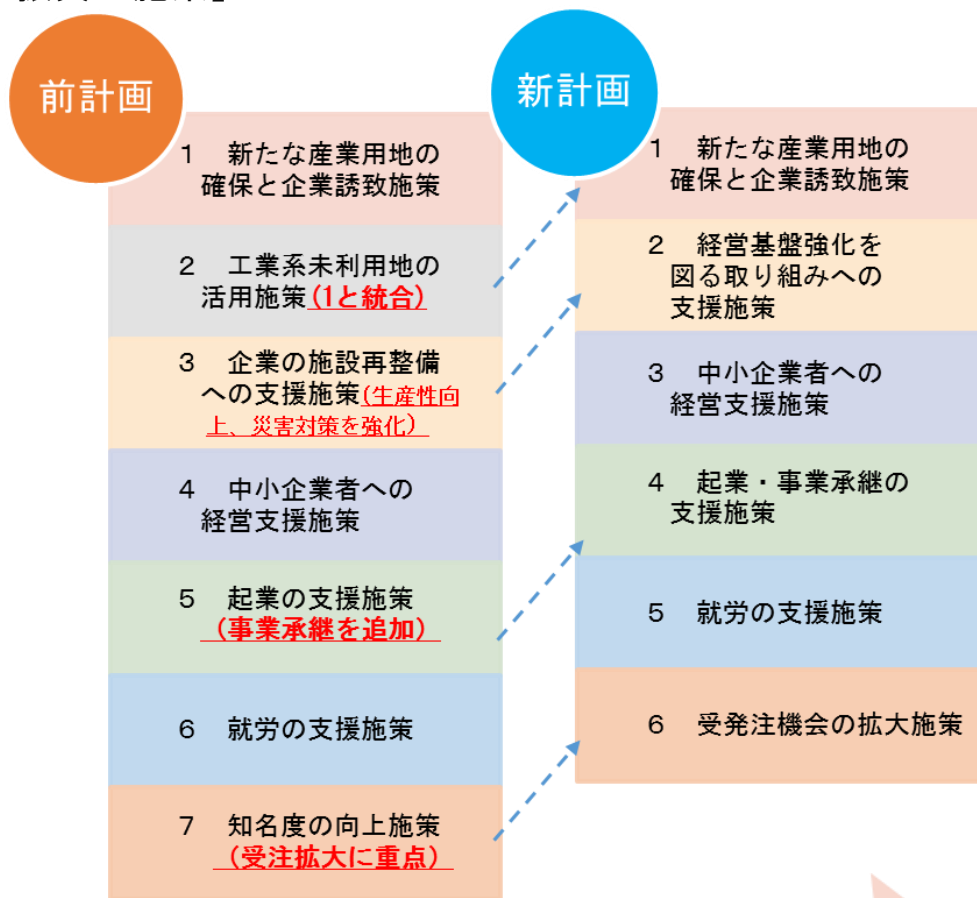 前計画
1 新たな産業用地の
確保と企業誘致施策
2 工業系未利用地の
活用施策(1と統合)
3 企業の施設再整備
への支援施策(生産性向
上、災害対策を強化)
4 中小企業者への
経営支援施策
5 起業の支援施策
(事業承継を追加)
6 就労の支援施策
7 知名度の向上施策
(受注拡大に重点)
新計画
1 新たな産業用地の
確保と企業誘致施策
2 経営基盤強化を
図る取り組みへの
支援施策
3 中小企業者への
経営支援施策
4 起業・事業承継の
支援施策
5 就労の支援施策
6 受発注機会の拡大施策